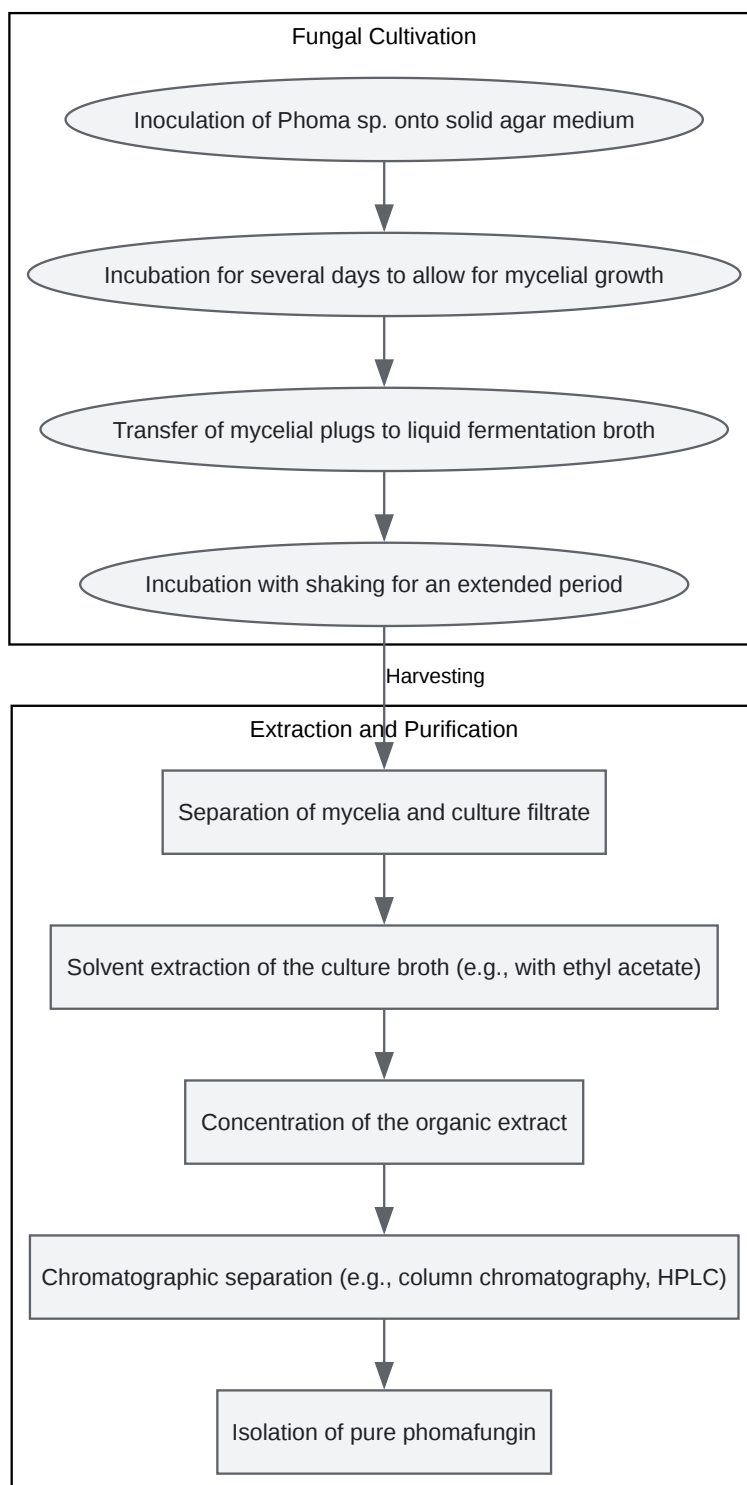 Fungal Cultivation
Inoculation of Phoma sp. onto solid agar medium
Incubation for several days to allow for mycelial growth
Transfer of mycelial plugs to liquid fermentation broth
Incubation with shaking for an extended period
Harvesting
Extraction and Purification
Separation of mycelia and culture filtrate
Solvent extraction of the culture broth (e.g., with ethyl acetate)
Concentration of the organic extract
Chromatographic separation (e.g., column chromatography, HPLC)
Isolation of pure phomafungin